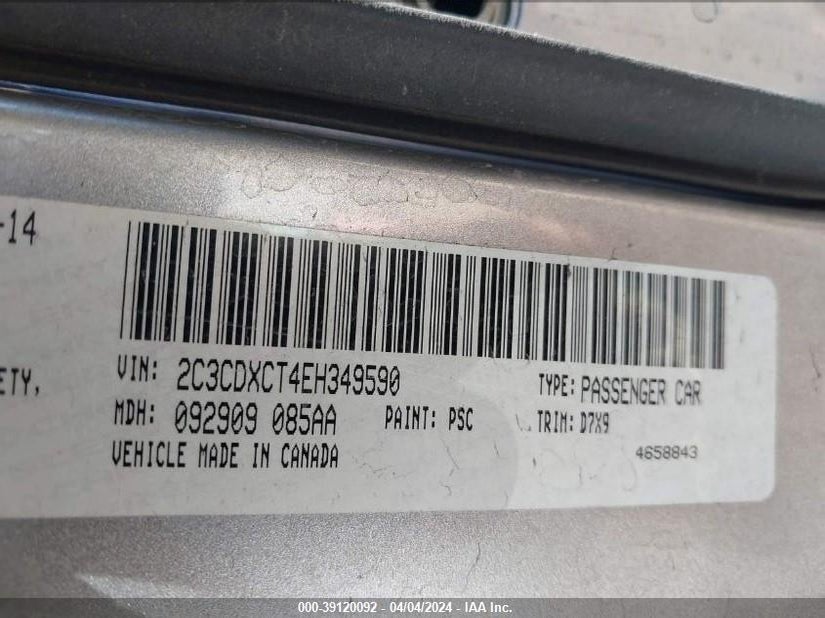 -14
ETY,
VIN: 2C3CDXCT4EH349590 TYPE: PASSENGER CAR
MDH: 092909 085AA PAINT: PSC TRIM: D7X9
VEHICLE MADE IN CANADA 4658843
000-39120092 - 04/04/2024 - IAA Inc.